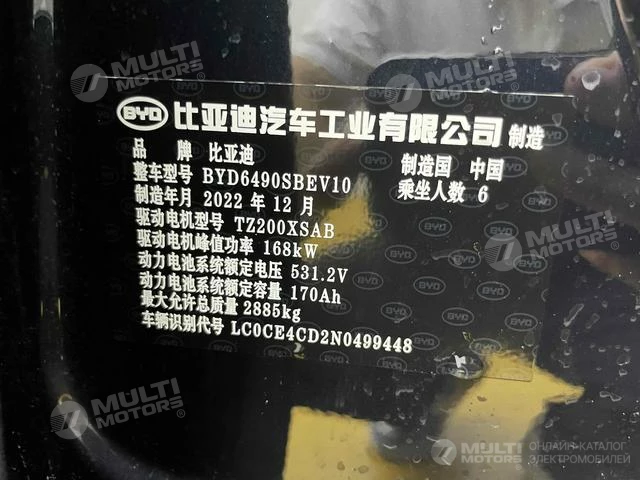 BYD 比亚迪汽车工业有限公司 制造
品 牌 比亚迪 制造国 中国
整车型号 BYD6490SBEV10 乘坐人数 6
制造年月 2022 年 12 月
驱动电机型号 TZ200XSAB
驱动电机峰值功率 168kW
动力电池系统额定电压 531.2V
动力电池系统额定容量 170Ah
最大允许总质量 2885kg
车辆识别代号 LC0CE4CD2N0499448
MULTI MOTORS
MULTI MOTORS
MULTI MOTORS
MULTI MOTORS
MULTI MOTORS ОНЛАЙН-КАТАЛОГ ЭЛЕКТРОМОБИЛЕЙ